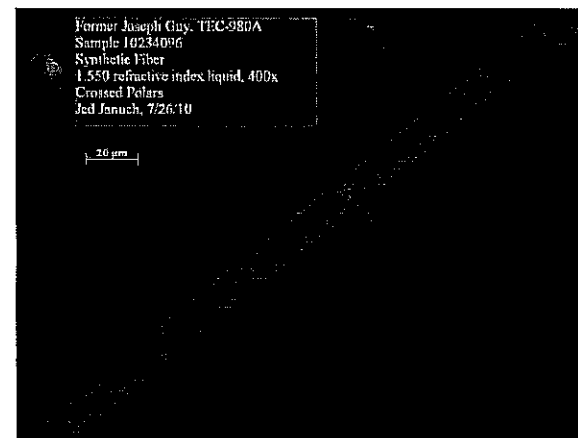 Former Joseph Guy, TEC-980A
Sample 10234096
Synthetic Fiber
1.550 refractive index liquid, 400x
Crossed Polars
Jed Januch, 7/26/10
20 µm